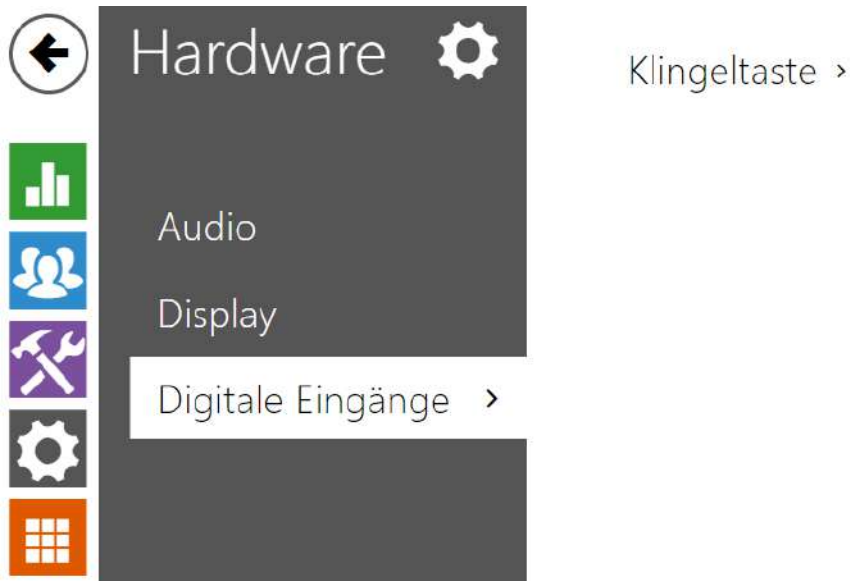 Hardware
Klingeltaste
Audio
Display
Digitale Eingänge